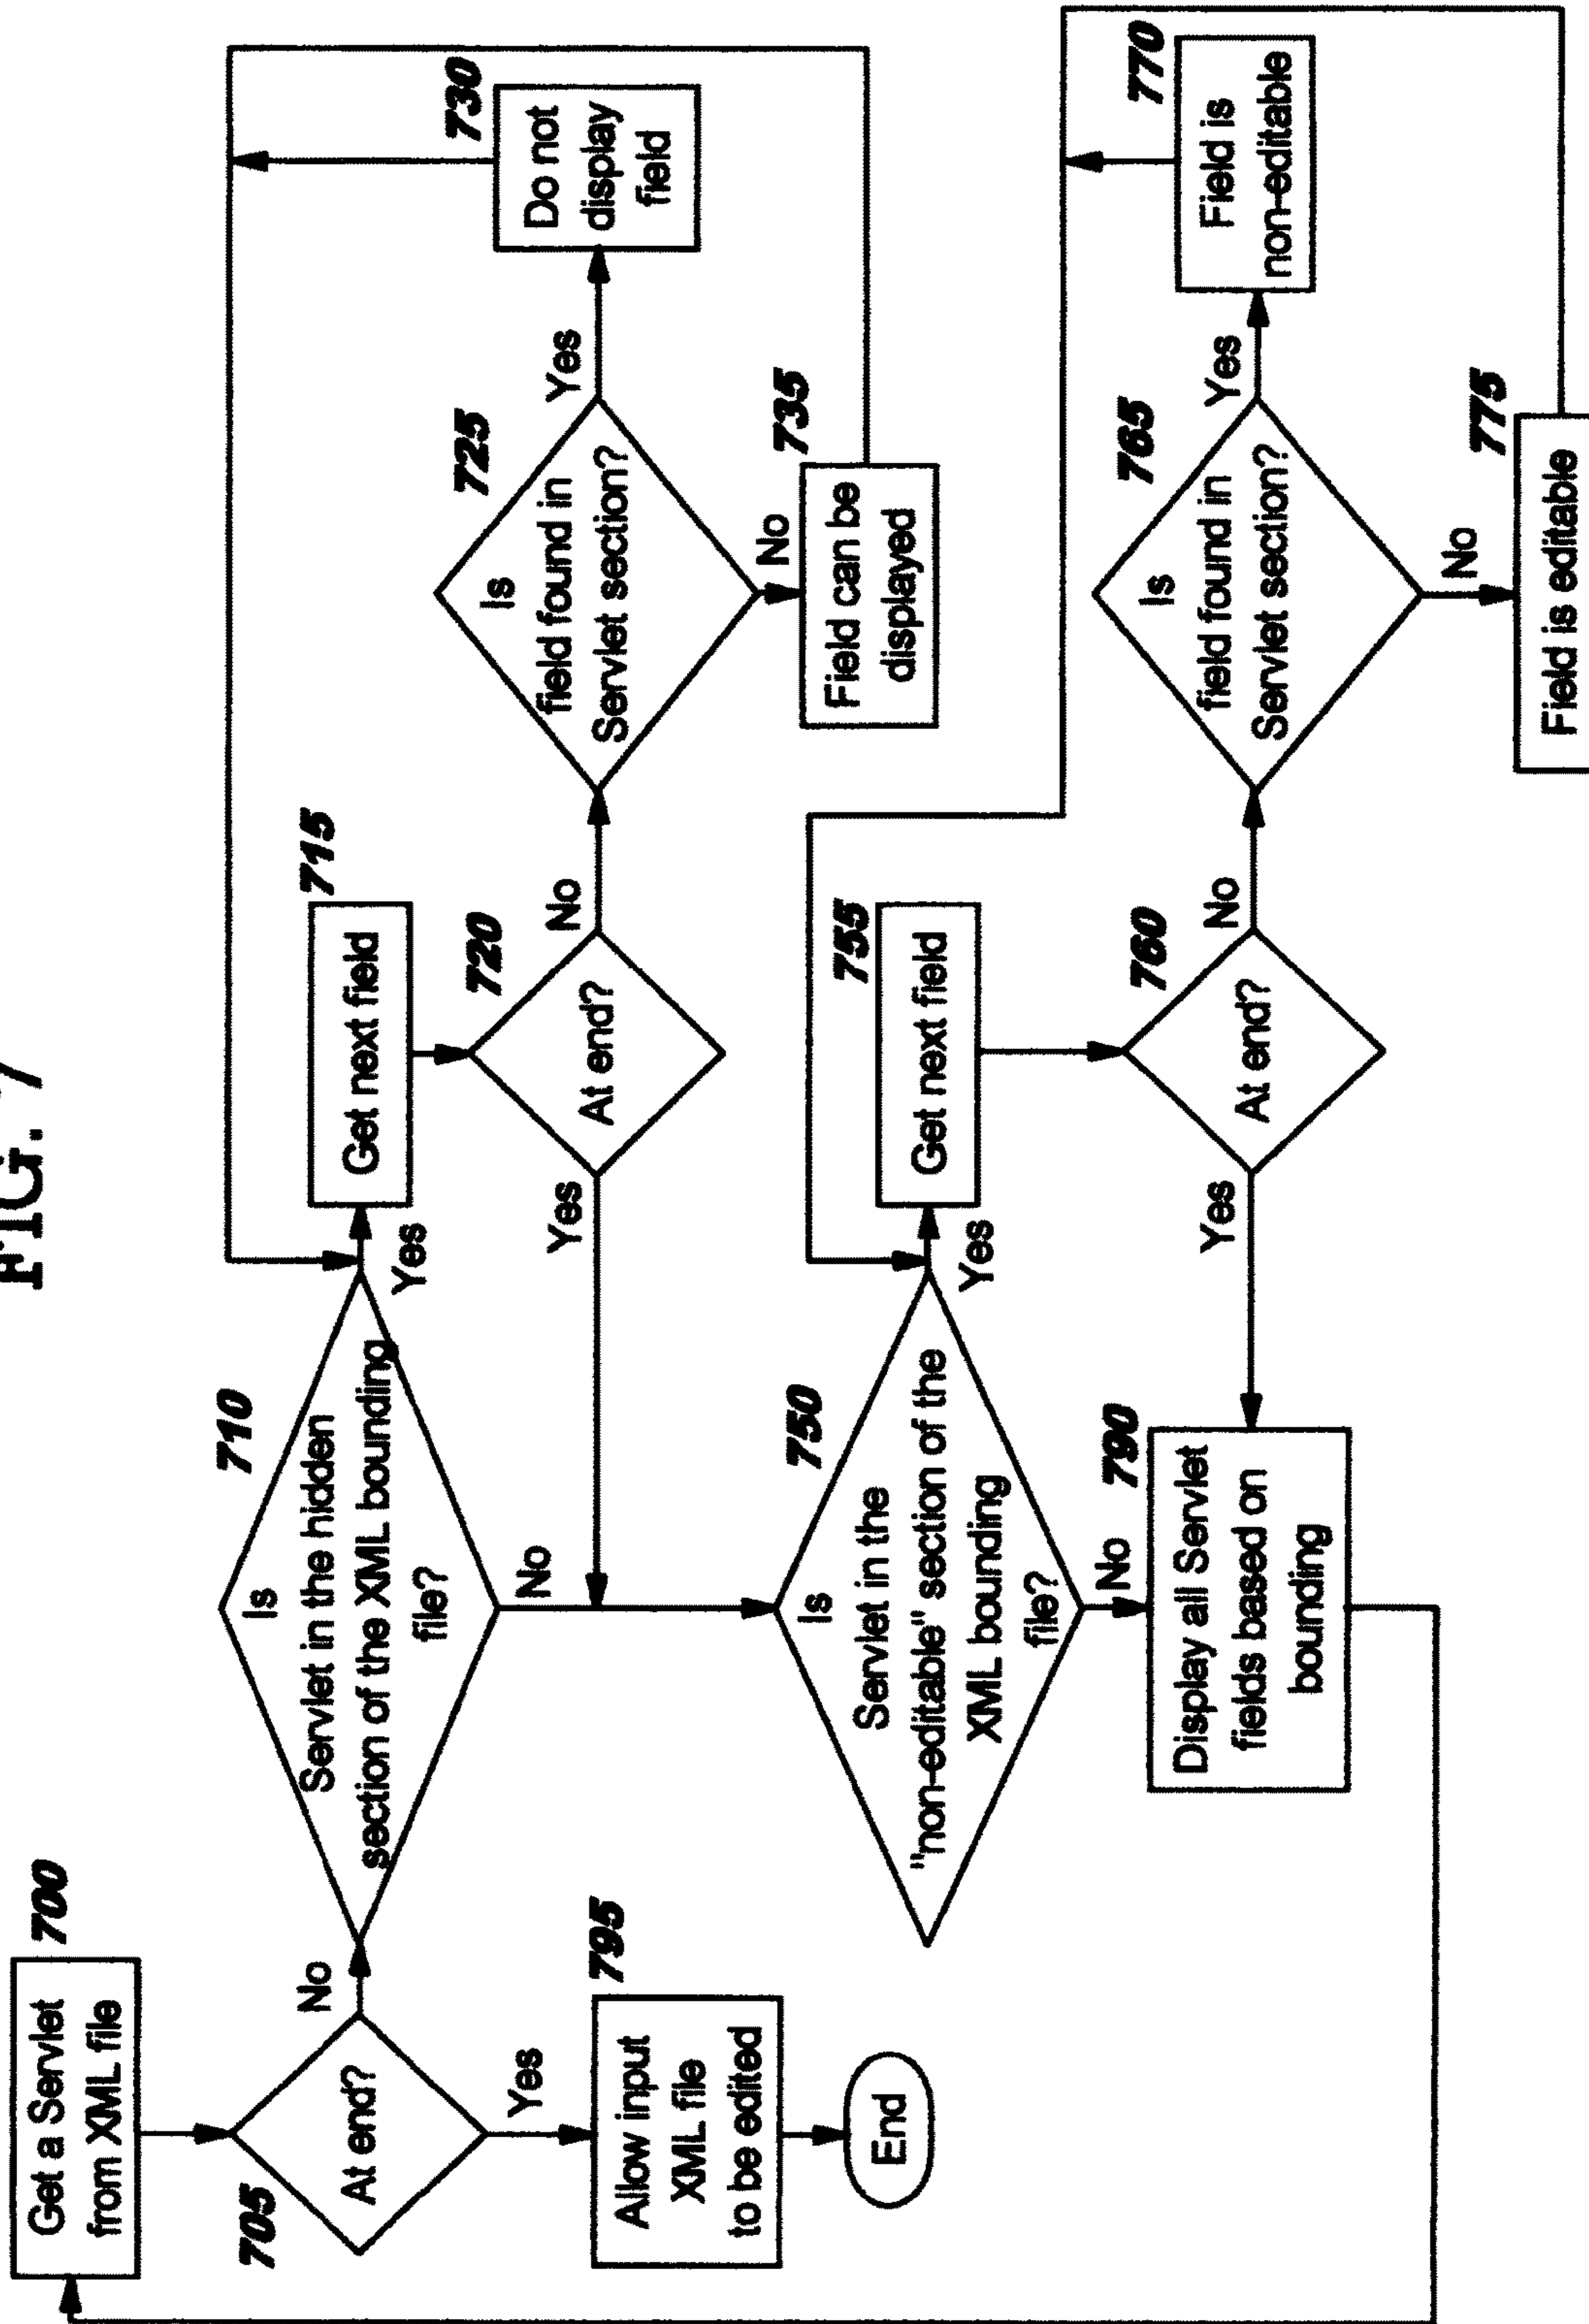 FIG. 7
700
Get a Servlet
from XML file
705
At end?
No
Yes
795
Allow input
XML file
to be edited
End
710
Is
Servlet in the hidden
section of the XML bounding
file?
Yes
No
715
Get next field
720
At end?
Yes
No
725
Is
field found in
Servlet section?
Yes
No
730
Do not
display
field
735
Field can be
displayed
750
Is
Servlet in the
"non-editable" section of the
XML bounding
file?
Yes
No
755
Get next field
760
At end?
Yes
No
765
Is
field found in
Servlet section?
Yes
No
770
Field is
non-editable
775
Field is editable
790
Display all Servlet
fields based on
bounding